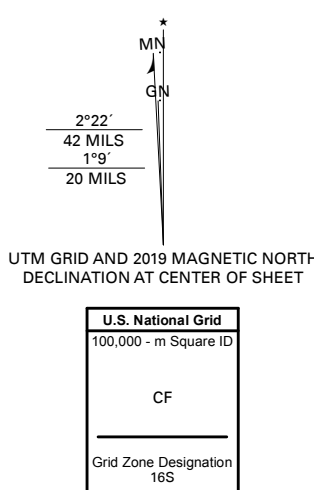 ★
MN
GN
2°22´
42 MILS
1°9´
20 MILS
UTM GRID AND 2019 MAGNETIC NORTH
DECLINATION AT CENTER OF SHEET
U.S. National Grid
100,000 - m Square ID
CF
Grid Zone Designation
16S